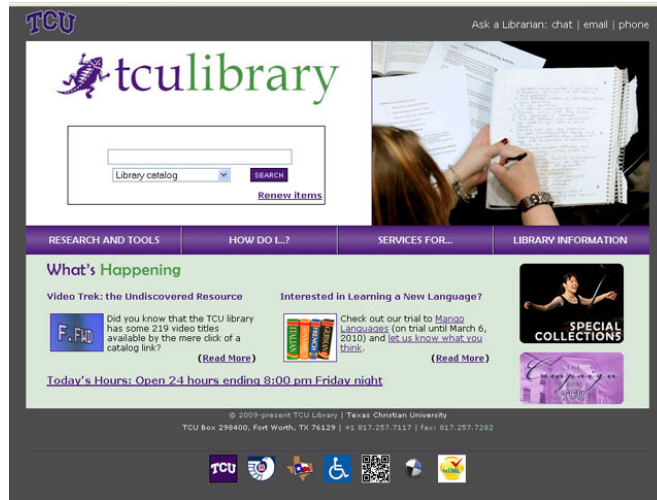 TCU
Ask a Librarian: chat | email | phone
tculibrary
Library catalog
SEARCH
Renew items
RESEARCH AND TOOLS
HOW DO I...?
SERVICES FOR...
LIBRARY INFORMATION
What's Happening
Video Trek: the Undiscovered Resource
F.FWD
Did you know that the TCU library
has some 219 video titles
available by the mere click of a
catalog link?
(Read More)
Interested in Learning a New Language?
Check out our trial to Mango
Languages (on trial until March 6,
2010) and let us know what you
think.
(Read More)
SPECIAL
COLLECTIONS
THE
Campaign
FOR
TCU
Today's Hours: Open 24 hours ending 8:00 pm Friday night
© 2009-present TCU Library | Texas Christian University
TCU Box 298400, Fort Worth, TX 76129 | +1 817.257.7117 | fax: 817.257.7282
TCU